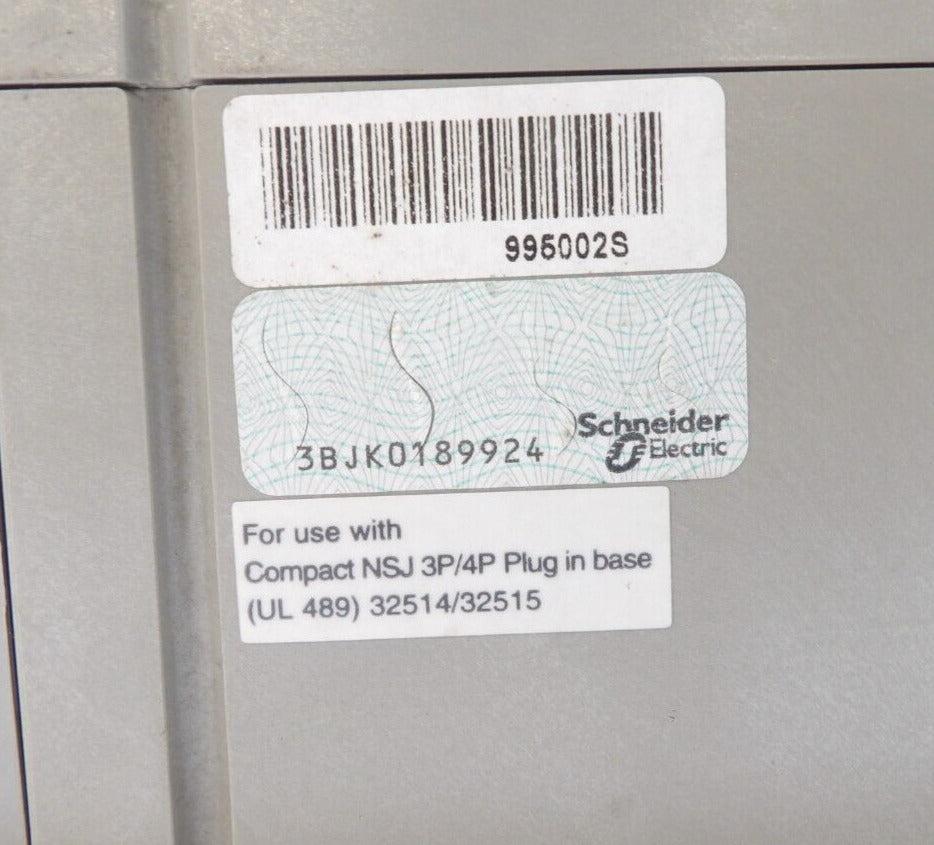 995002S
3BJK0189924
Schneider
Electric
For use with
Compact NSJ 3P/4P Plug in base
(UL 489) 32514/32515